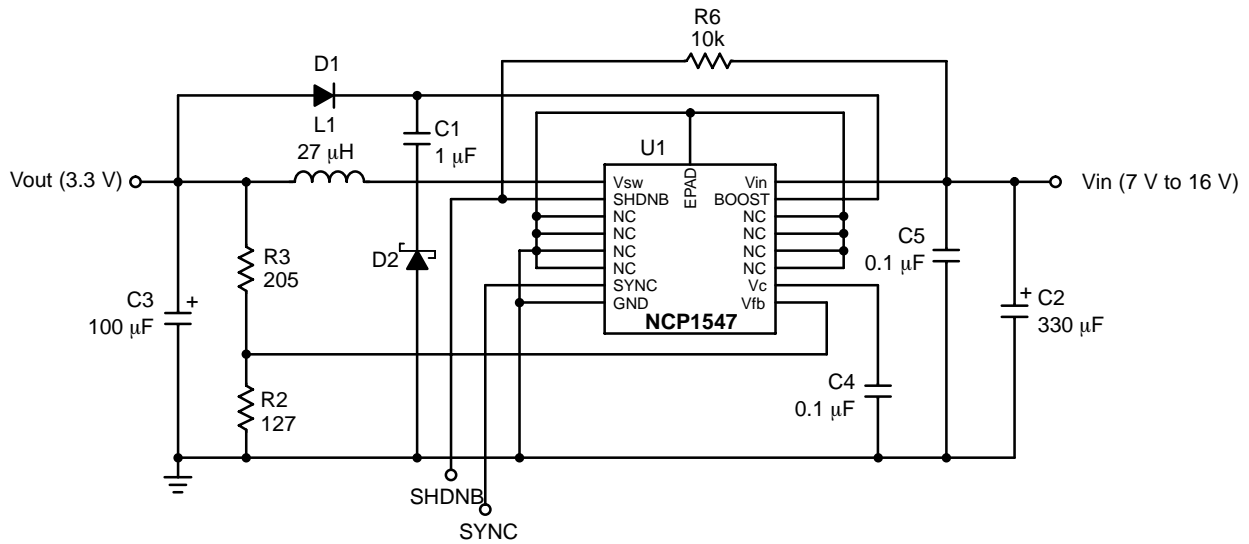 R6
10k
D1
L1
27 μH
C1
1 μF
U1
Vout (3.3 V)
Vin (7 V to 16 V)
EPAD
Vsw
SHDNB
NC
NC
NC
NC
SYNC
GND
Vin
BOOST
NC
NC
NC
NC
Vc
Vfb
NCP1547
R3
205
D2
C5
0.1 μF
C3
+
100 μF
+
C2
330 μF
R2
127
C4
0.1 μF
SHDNB
SYNC